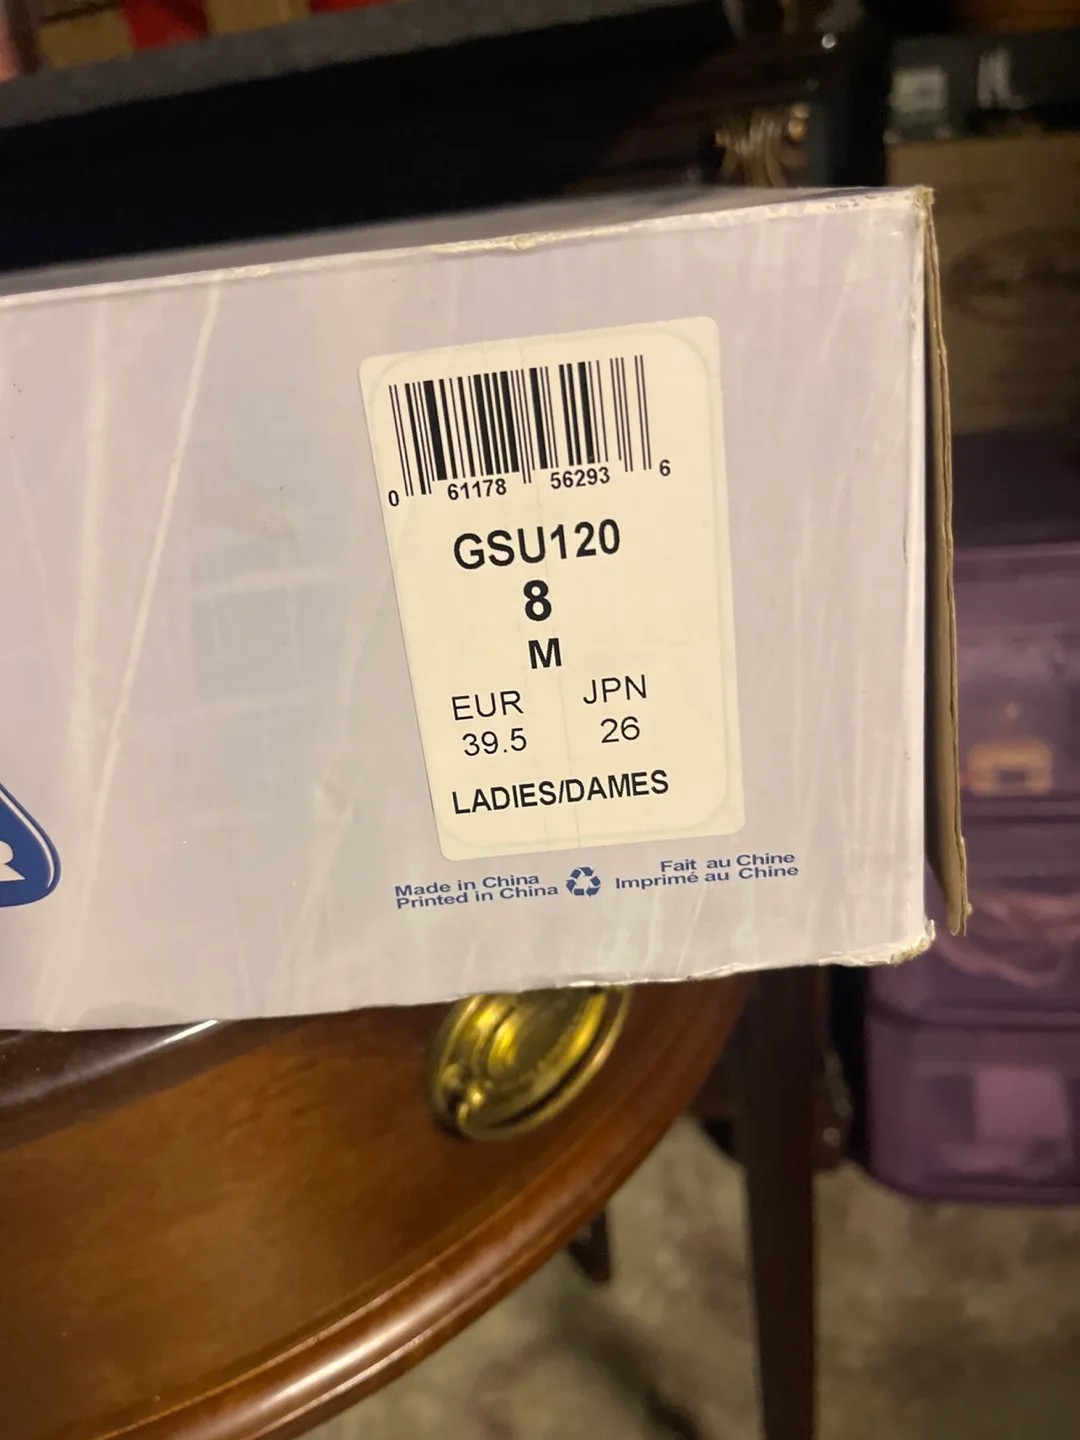 0 61178 56293 6
GSU120
8
M
EUR JPN
39.5 26
LADIES/DAMES
Made in China
Printed in China
Fait au Chine
Imprimé au Chine
R